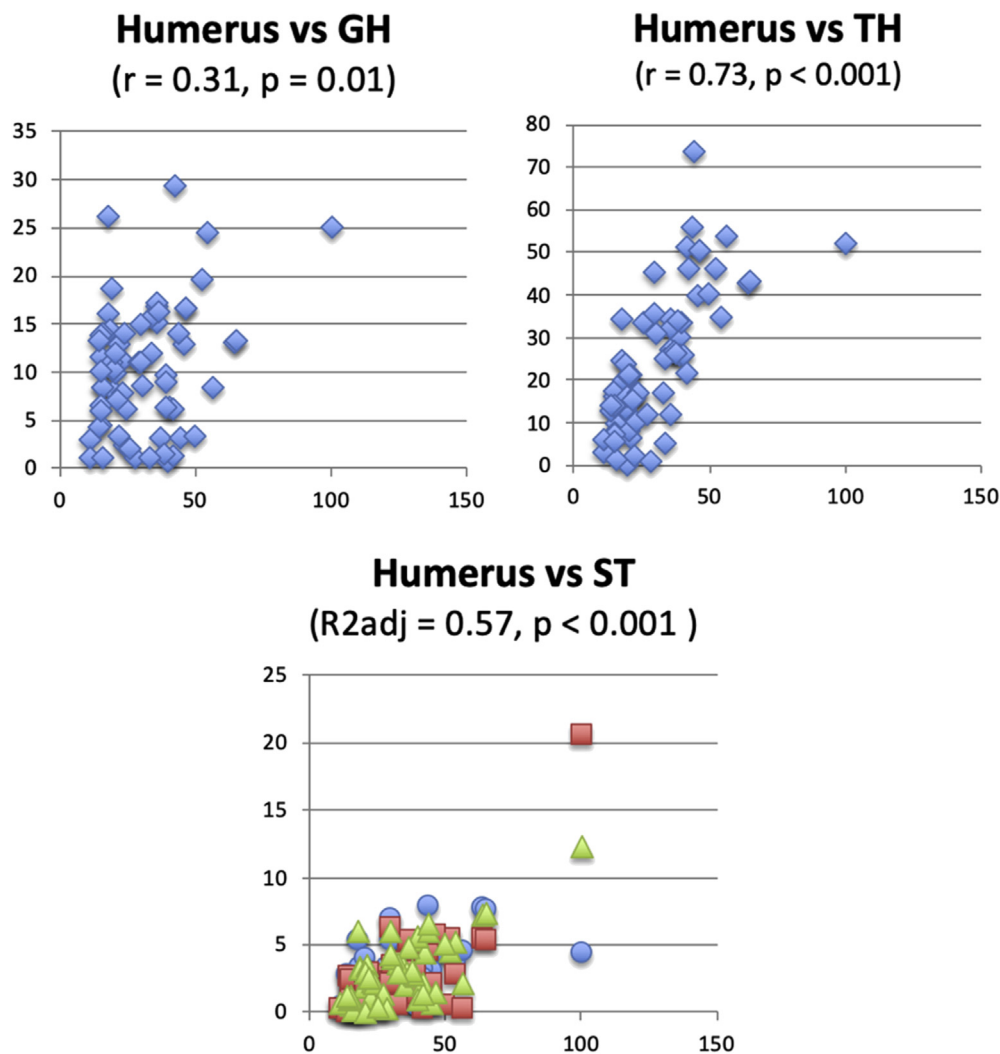 Humerus vs GH
(r = 0.31, p = 0.01)
35
30
25
20
15
10
5
0
0 50 100 150
Humerus vs TH
(r = 0.73, p < 0.001)
80
70
60
50
40
30
20
10
0
0 50 100 150
Humerus vs ST
(R2adj = 0.57, p < 0.001 )
25
20
15
10
5
0
0 50 100 150